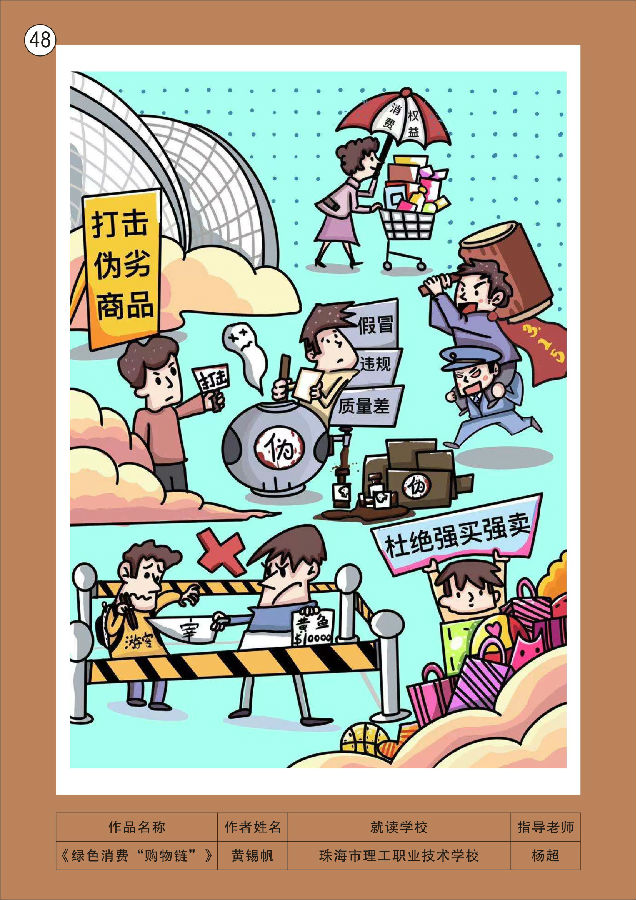 48
消费
权益
打击
伪劣
商品
打击
假冒
违规
质量差
3.15
伪
伪
杜绝强买强卖
游客
宰
黄鱼
$10000
作品名称 作者姓名 就读学校 指导老师
《绿色消费“购物链”》 黄锡帆 珠海市理工职业技术学校 杨超